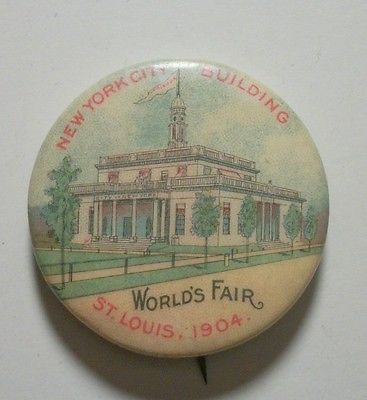 NEW YORK CITY BUILDING
WORLD'S FAIR
ST. LOUIS, 1904.